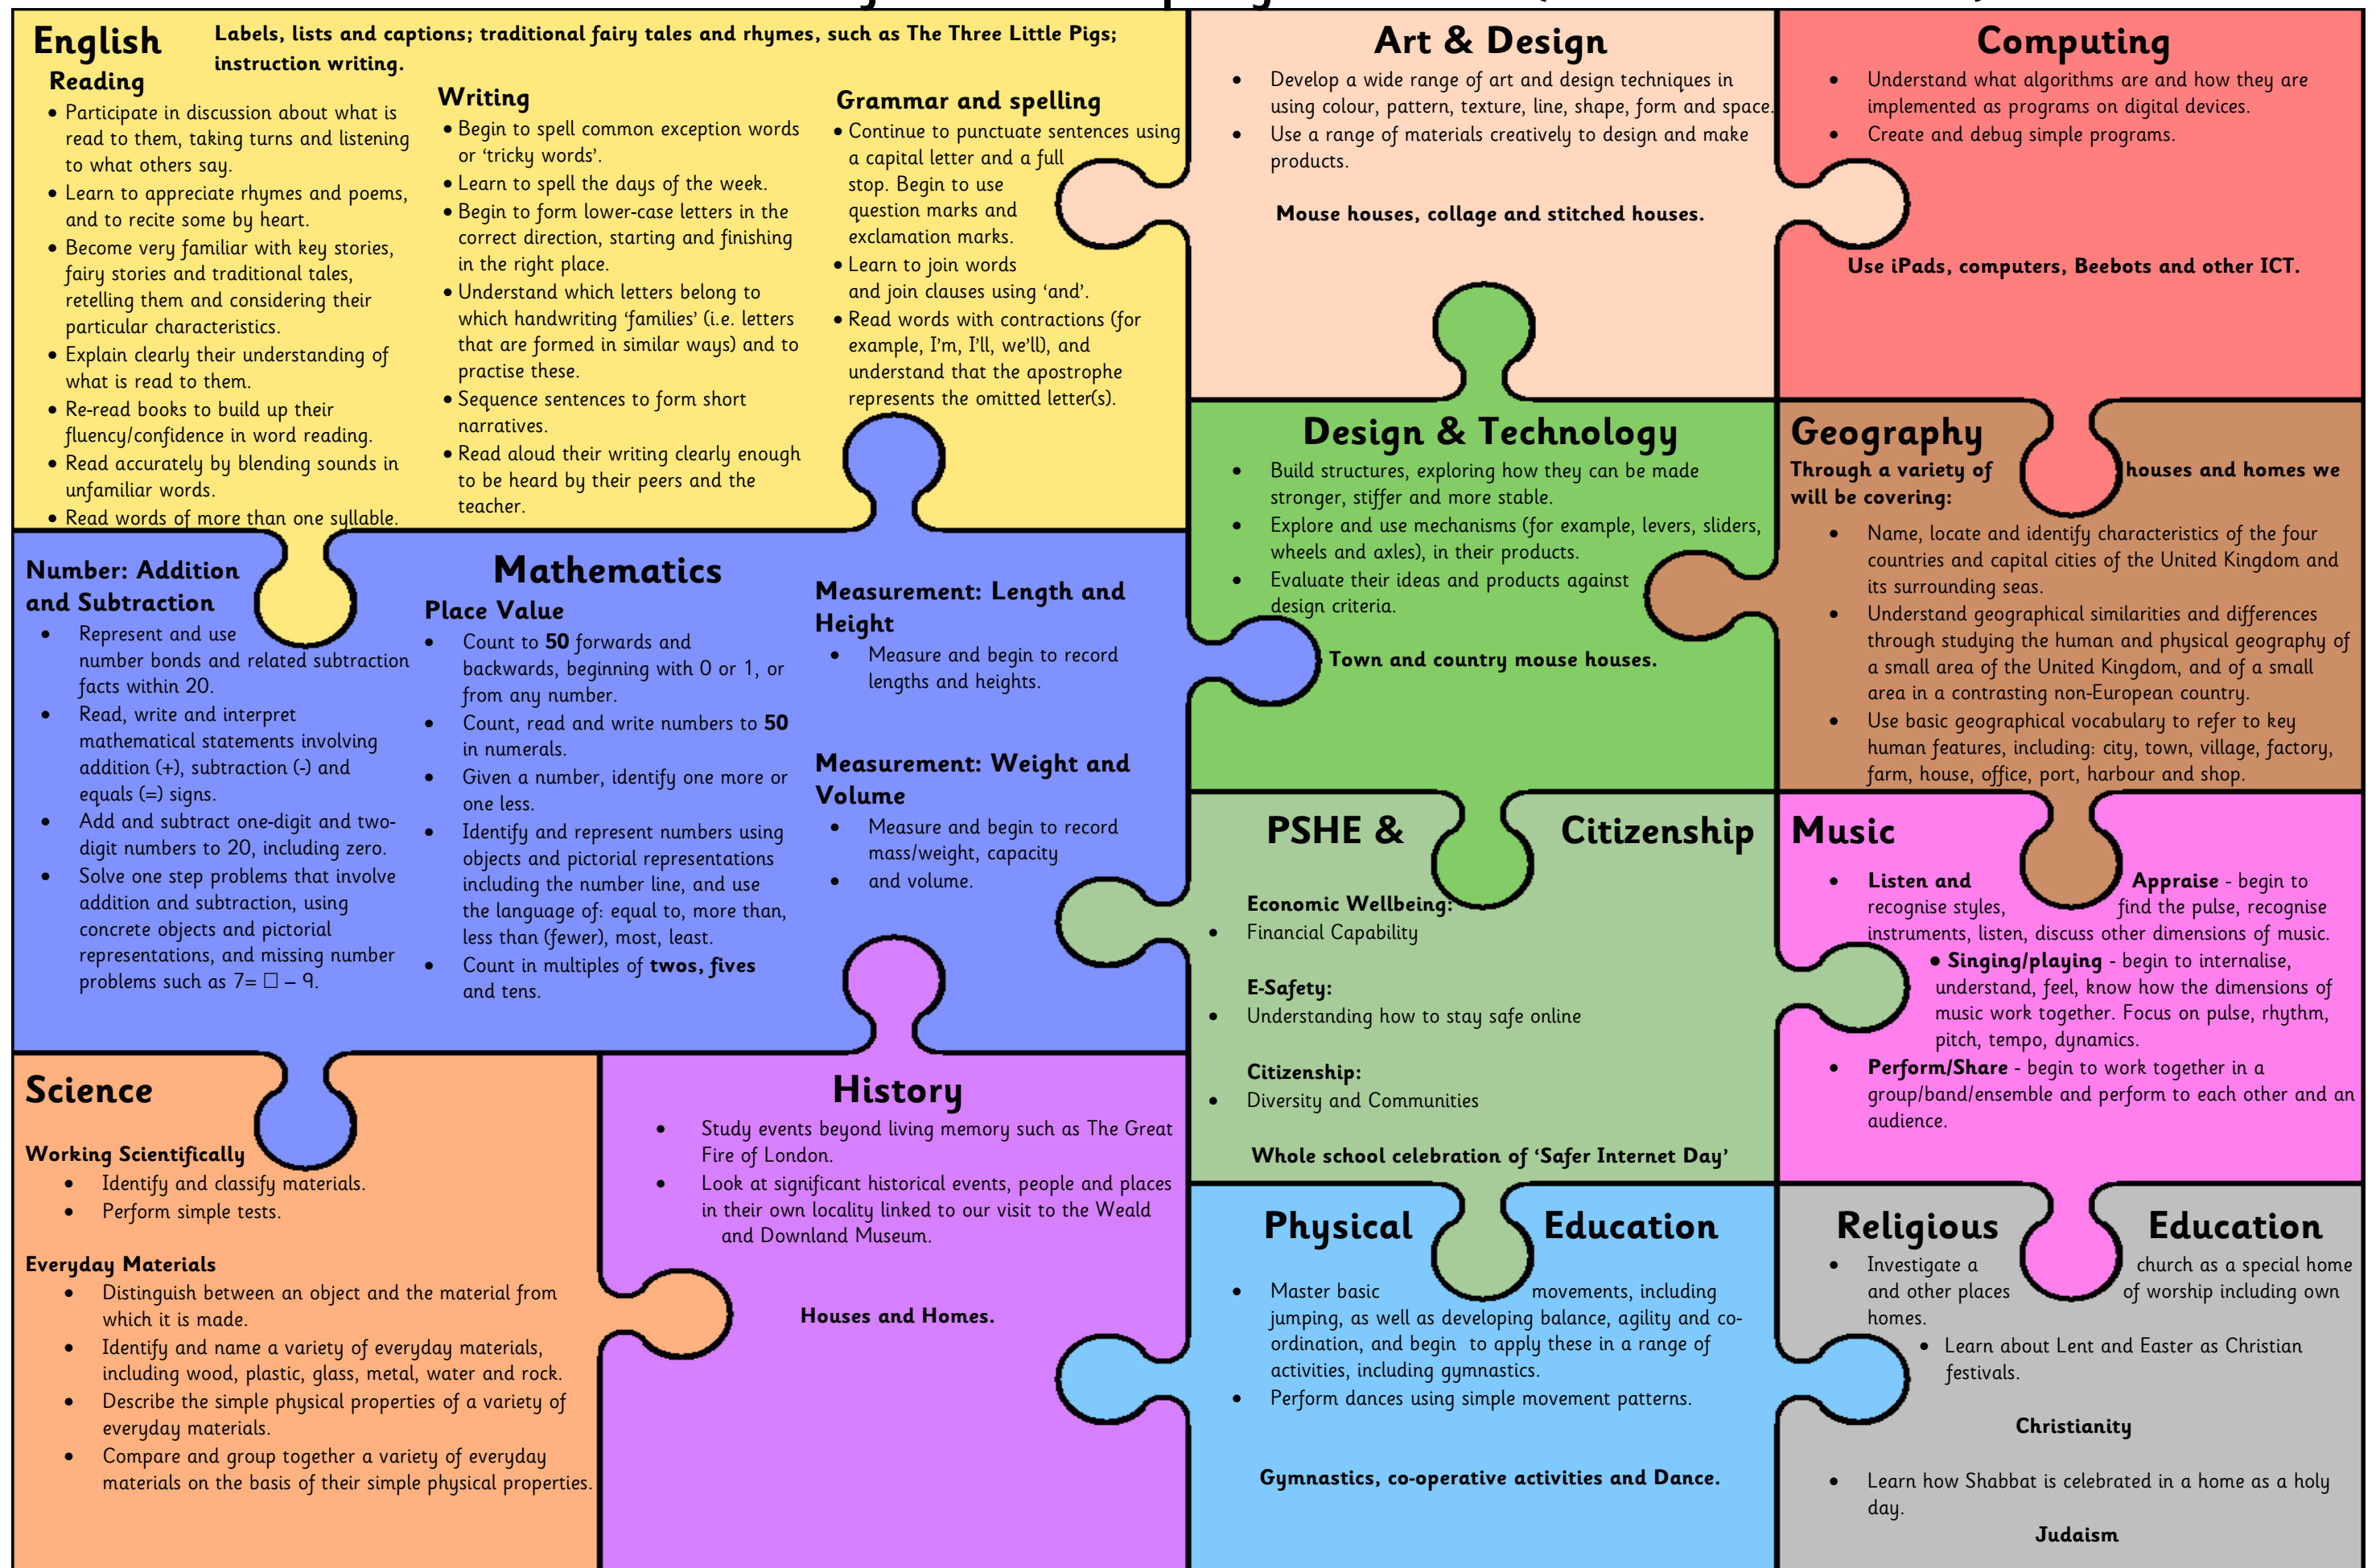 English
Labels, lists and captions; traditional fairy tales and rhymes, such as The Three Little Pigs;
instruction writing.
Reading
• Participate in discussion about what is
read to them, taking turns and listening
to what others say.
• Learn to appreciate rhymes and poems,
and to recite some by heart.
• Become very familiar with key stories,
fairy stories and traditional tales,
retelling them and considering their
particular characteristics.
• Explain clearly their understanding of
what is read to them.
• Re-read books to build up their
fluency/confidence in word reading.
• Read accurately by blending sounds in
unfamiliar words.
• Read words of more than one syllable.
Writing
• Begin to spell common exception words
or ‘tricky words’.
• Learn to spell the days of the week.
• Begin to form lower-case letters in the
correct direction, starting and finishing
in the right place.
• Understand which letters belong to
which handwriting ‘families’ (i.e. letters
that are formed in similar ways) and to
practise these.
• Sequence sentences to form short
narratives.
• Read aloud their writing clearly enough
to be heard by their peers and the
teacher.
Grammar and spelling
• Continue to punctuate sentences using
a capital letter and a full
stop. Begin to use
question marks and
exclamation marks.
• Learn to join words
and join clauses using ‘and’.
• Read words with contractions (for
example, I’m, I’ll, we’ll), and
understand that the apostrophe
represents the omitted letter(s).
Art & Design
• Develop a wide range of art and design techniques in
using colour, pattern, texture, line, shape, form and space.
• Use a range of materials creatively to design and make
products.
Mouse houses, collage and stitched houses.
Computing
• Understand what algorithms are and how they are
implemented as programs on digital devices.
• Create and debug simple programs.
Use iPads, computers, Beebots and other ICT.
Design & Technology
• Build structures, exploring how they can be made
stronger, stiffer and more stable.
• Explore and use mechanisms (for example, levers, sliders,
wheels and axles), in their products.
• Evaluate their ideas and products against
design criteria.
Town and country mouse houses.
Geography
Through a variety of houses and homes we
will be covering:
• Name, locate and identify characteristics of the four
countries and capital cities of the United Kingdom and
its surrounding seas.
• Understand geographical similarities and differences
through studying the human and physical geography of
a small area of the United Kingdom, and of a small
area in a contrasting non-European country.
• Use basic geographical vocabulary to refer to key
human features, including: city, town, village, factory,
farm, house, office, port, harbour and shop.
Mathematics
Number: Addition
and Subtraction
• Represent and use
number bonds and related subtraction
facts within 20.
• Read, write and interpret
mathematical statements involving
addition (+), subtraction (-) and
equals (=) signs.
• Add and subtract one-digit and two-
digit numbers to 20, including zero.
• Solve one step problems that involve
addition and subtraction, using
concrete objects and pictorial
representations, and missing number
problems such as 7= □ – 9.
Place Value
• Count to 50 forwards and
backwards, beginning with 0 or 1, or
from any number.
• Count, read and write numbers to 50
in numerals.
• Given a number, identify one more or
one less.
• Identify and represent numbers using
objects and pictorial representations
including the number line, and use
the language of: equal to, more than,
less than (fewer), most, least.
• Count in multiples of twos, fives
and tens.
Measurement: Length and
Height
• Measure and begin to record
lengths and heights.
Measurement: Weight and
Volume
• Measure and begin to record
mass/weight, capacity
• and volume.
PSHE & Citizenship
Economic Wellbeing:
• Financial Capability
E-Safety:
• Understanding how to stay safe online
Citizenship:
• Diversity and Communities
Whole school celebration of ‘Safer Internet Day’
Music
• Listen and Appraise - begin to
recognise styles, find the pulse, recognise
instruments, listen, discuss other dimensions of music.
• Singing/playing - begin to internalise,
understand, feel, know how the dimensions of
music work together. Focus on pulse, rhythm,
pitch, tempo, dynamics.
• Perform/Share - begin to work together in a
group/band/ensemble and perform to each other and an
audience.
Science
Working Scientifically
• Identify and classify materials.
• Perform simple tests.
Everyday Materials
• Distinguish between an object and the material from
which it is made.
• Identify and name a variety of everyday materials,
including wood, plastic, glass, metal, water and rock.
• Describe the simple physical properties of a variety of
everyday materials.
• Compare and group together a variety of everyday
materials on the basis of their simple physical properties.
History
• Study events beyond living memory such as The Great
Fire of London.
• Look at significant historical events, people and places
in their own locality linked to our visit to the Weald
and Downland Museum.
Houses and Homes.
Physical Education
• Master basic movements, including
jumping, as well as developing balance, agility and co-
ordination, and begin to apply these in a range of
activities, including gymnastics.
• Perform dances using simple movement patterns.
Gymnastics, co-operative activities and Dance.
Religious Education
• Investigate a church as a special home
and other places of worship including own
homes.
• Learn about Lent and Easter as Christian
festivals.
Christianity
• Learn how Shabbat is celebrated in a home as a holy
day.
Judaism